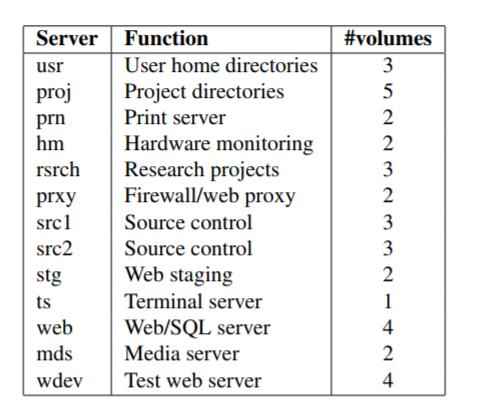 Server Function #volumes
usr User home directories 3
proj Project directories 5
prn Print server 2
hm Hardware monitoring 2
rsrch Research projects 3
prxy Firewall/web proxy 2
src1 Source control 3
src2 Source control 3
stg Web staging 2
ts Terminal server 1
web Web/SQL server 4
mds Media server 2
wdev Test web server 4